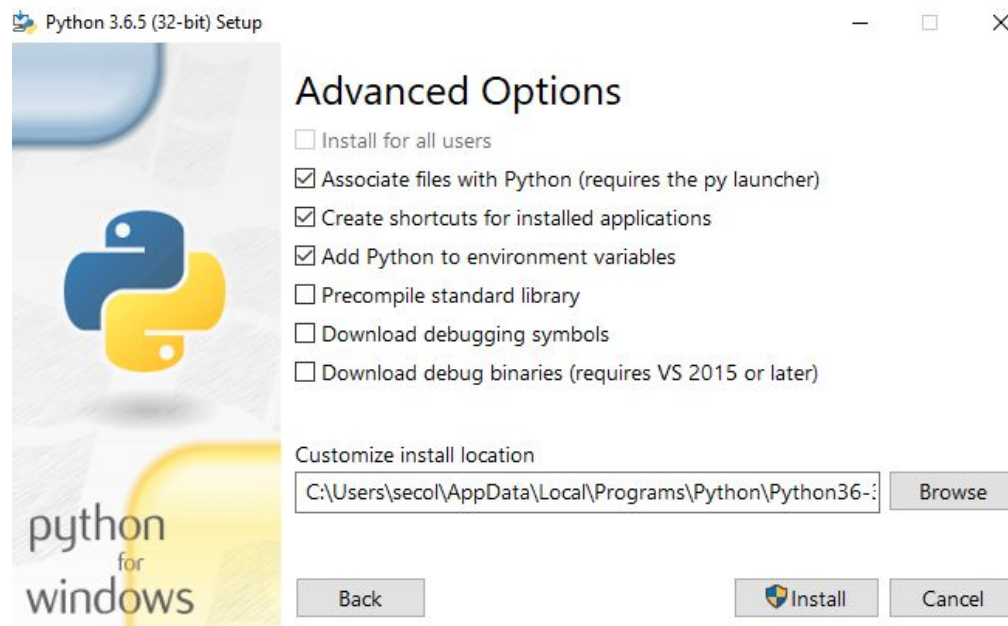 Python 3.6.5 (32-bit) Setup
Advanced Options
Install for all users
Associate files with Python (requires the py launcher)
Create shortcuts for installed applications
Add Python to environment variables
Precompile standard library
Download debugging symbols
Download debug binaries (requires VS 2015 or later)
Customize install location
C:\Users\secol\AppData\Local\Programs\Python\Python36-3
Browse
python
for
windows
Back
Install
Cancel